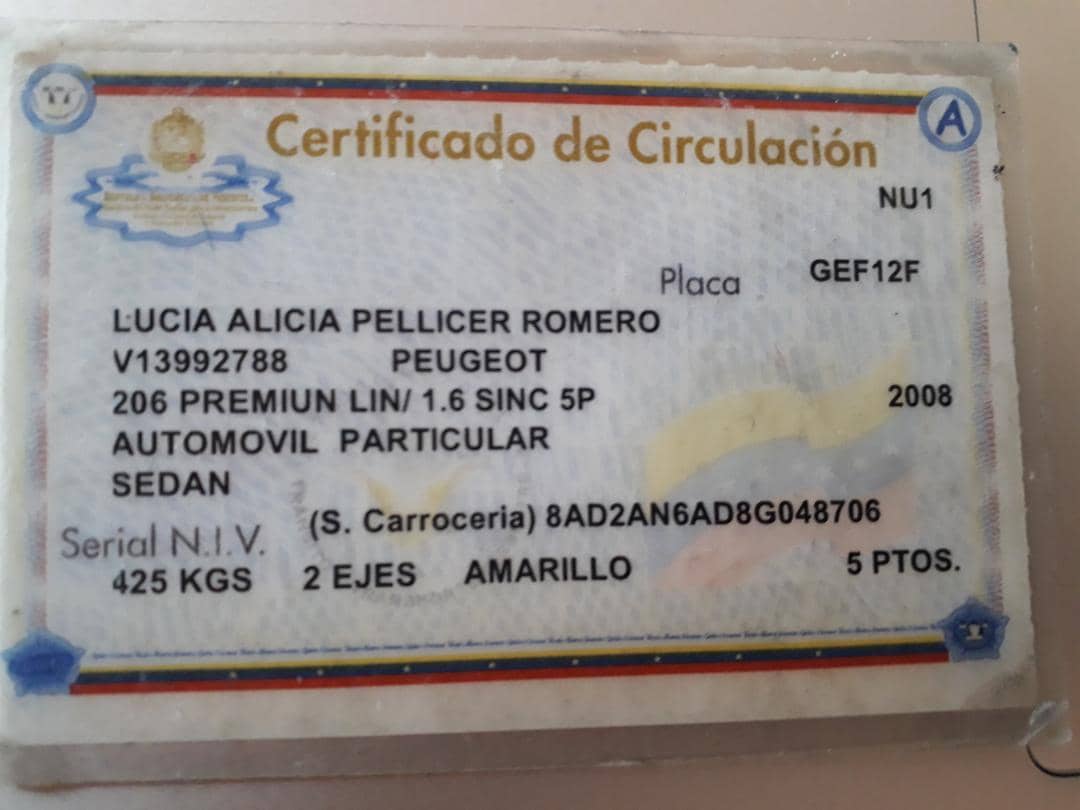 A
Certificado de Circulación
NU1
Placa GEF12F
LUCIA ALICIA PELLICER ROMERO
V13992788 PEUGEOT
206 PREMIUN LIN/ 1.6 SINC 5P 2008
AUTOMOVIL PARTICULAR
SEDAN
Serial N.I.V. (S. Carroceria) 8AD2AN6AD8G048706
425 KGS 2 EJES AMARILLO 5 PTOS.